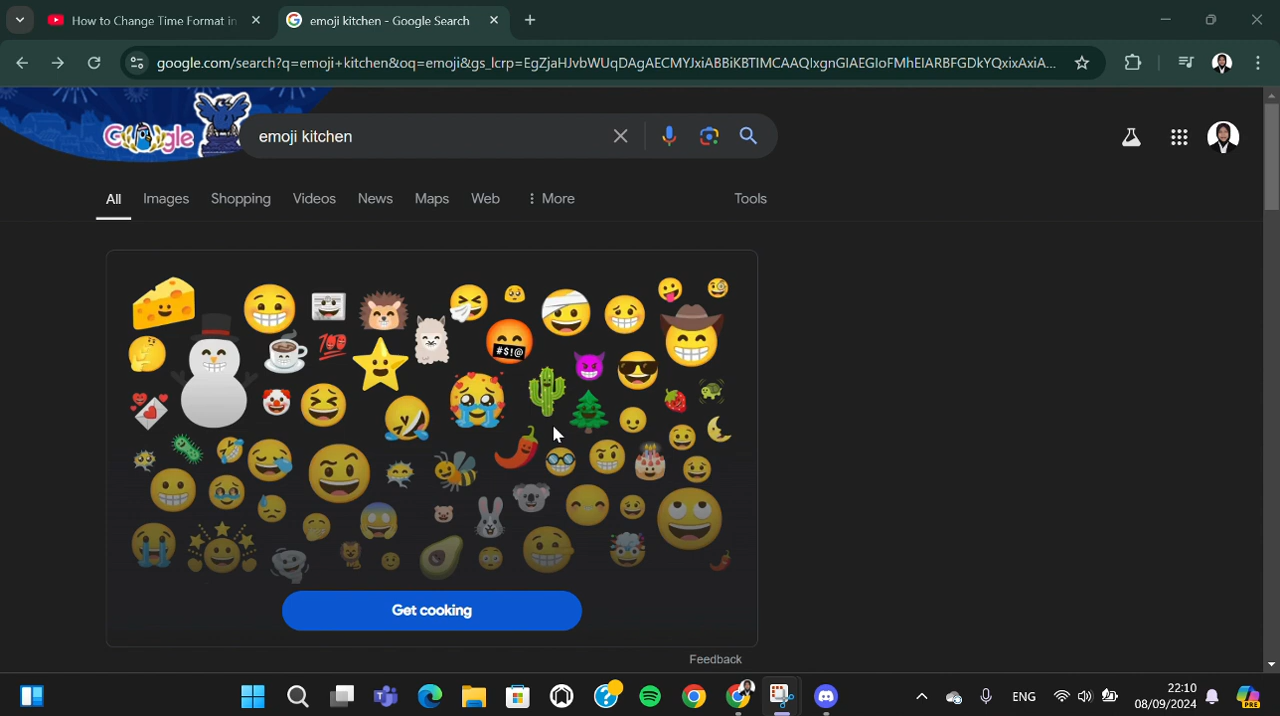 How to Change Time Format in
emoji kitchen - Google Search
google.com/search?q=emoji+kitchen&oq=emoji&gs_lcrp=EgZjaHJvbWUqDAgAECMYJxiABBiKBTIMCAAQIxgnGIAEGIoFMhEIARBFGDkYQxixAxiA...
Google
emoji kitchen
All
Images
Shopping
Videos
News
Maps
Web
More
Tools
#$!@
100
Get cooking
Feedback
ENG
22:10
08/09/2024
PRE